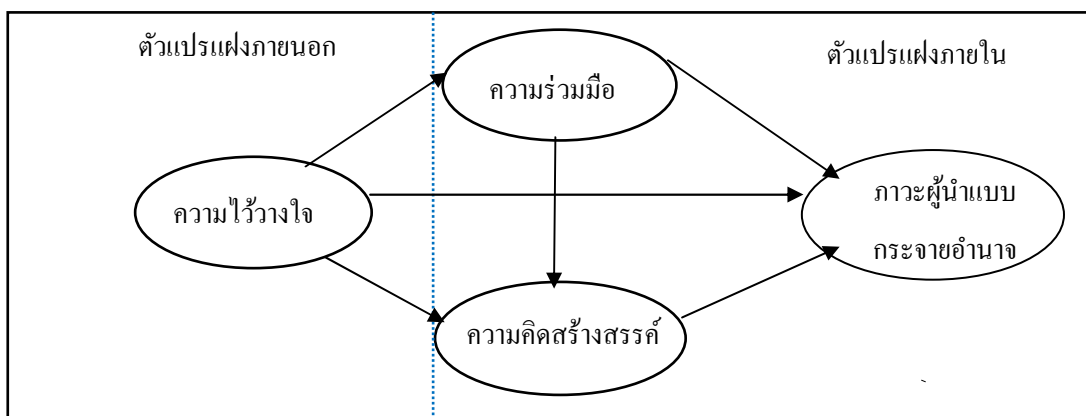 ตัวแปรแฝงภายนอก
ตัวแปรแฝงภายใน
ความร่วมมือ
ความไว้วางใจ
ภาวะผู้นำแบบ
กระจายอำนาจ
ความคิดสร้างสรรค์